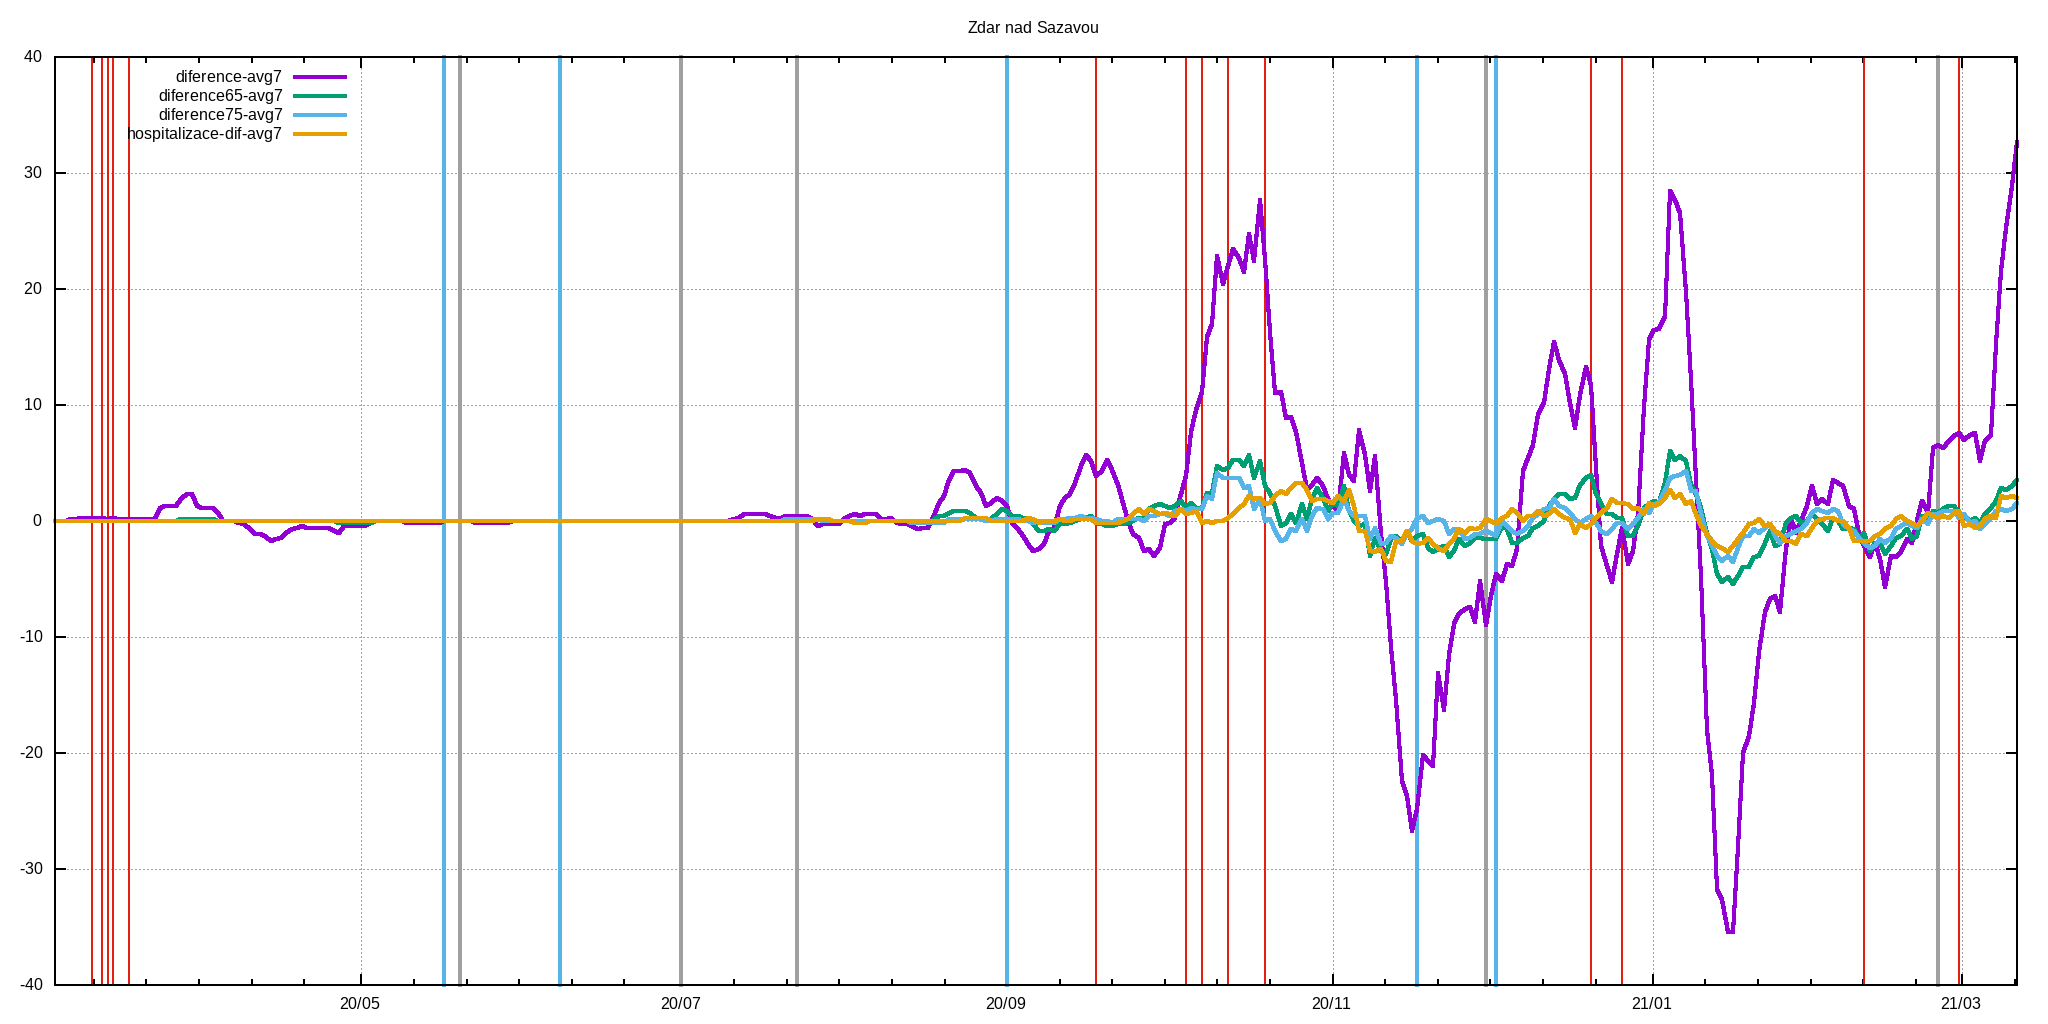 Zdar nad Sazavou
diference-avg7
diference65-avg7
diference75-avg7
hospitalizace-dif-avg7
40
30
20
10
0
-10
-20
-30
-40
20/05 20/07 20/09 20/11 21/01 21/03